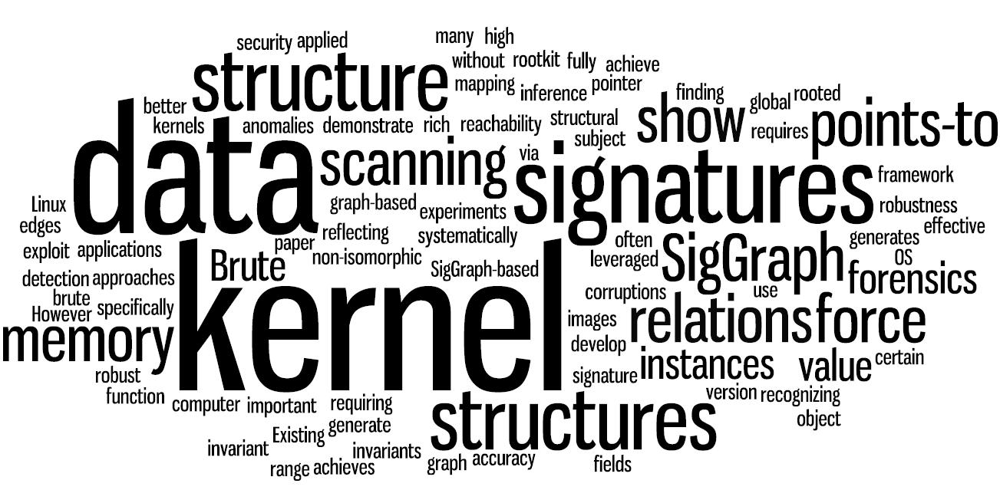 many high
security applied
without rootkit fully achieve
structure
mapping inference pointer
finding
global rooted
better
show
points-to
kernels
anomalies demonstrate rich reachability structural
requires
subject
data
scanning
via
signatures
framework
Linux
graph-based experiments
robustness
edges
reflecting systematically
effective
often
generates
exploit applications
paper
non-isomorphic
leveraged
SigGraph
OS
Brute
SigGraph-based
forensics
detection approaches
kernel
corruptions
use
brute
However specifically
images
relations
force
memory
develop
instances
value
certain
robust
signature
function
version recognizing
computer important requiring
structures
object
Existing generate
invariant
invariants
range achieves
graph accuracy
fields